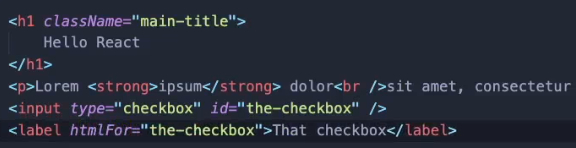 <h1 className="main-title">
    Hello React
</h1>
<p>Lorem <strong>ipsum</strong> dolor<br />sit amet, consectetur
<input type="checkbox" id="the-checkbox" />
<label htmlFor="the-checkbox">That checkbox</label>